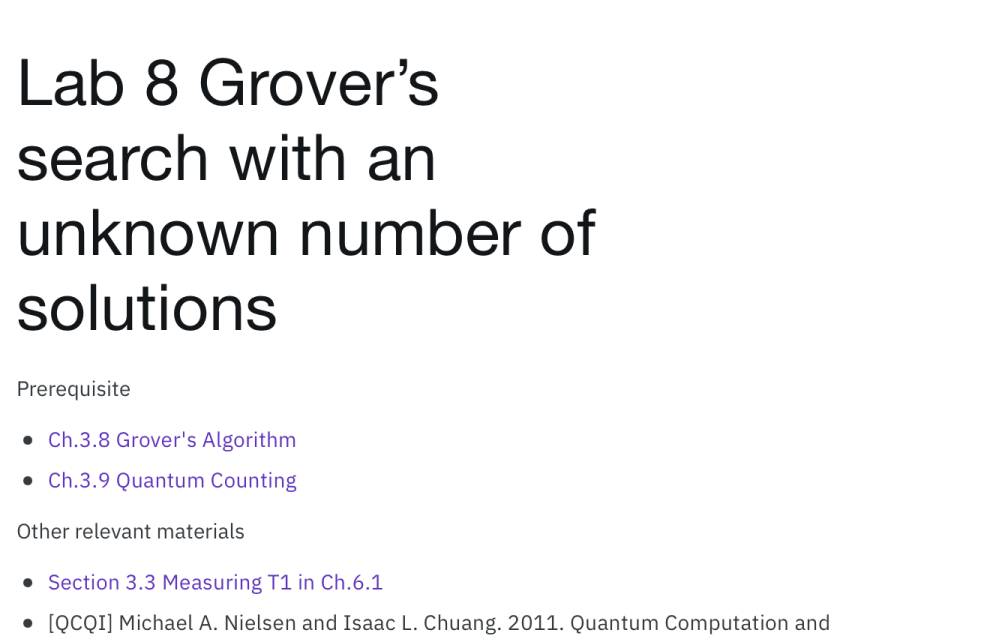 Lab 8 Grover’s
search with an
unknown number of
solutions
Prerequisite
Ch.3.8 Grover's Algorithm
Ch.3.9 Quantum Counting
Other relevant materials
Section 3.3 Measuring T1 in Ch.6.1
[QCQI] Michael A. Nielsen and Isaac L. Chuang. 2011. Quantum Computation and